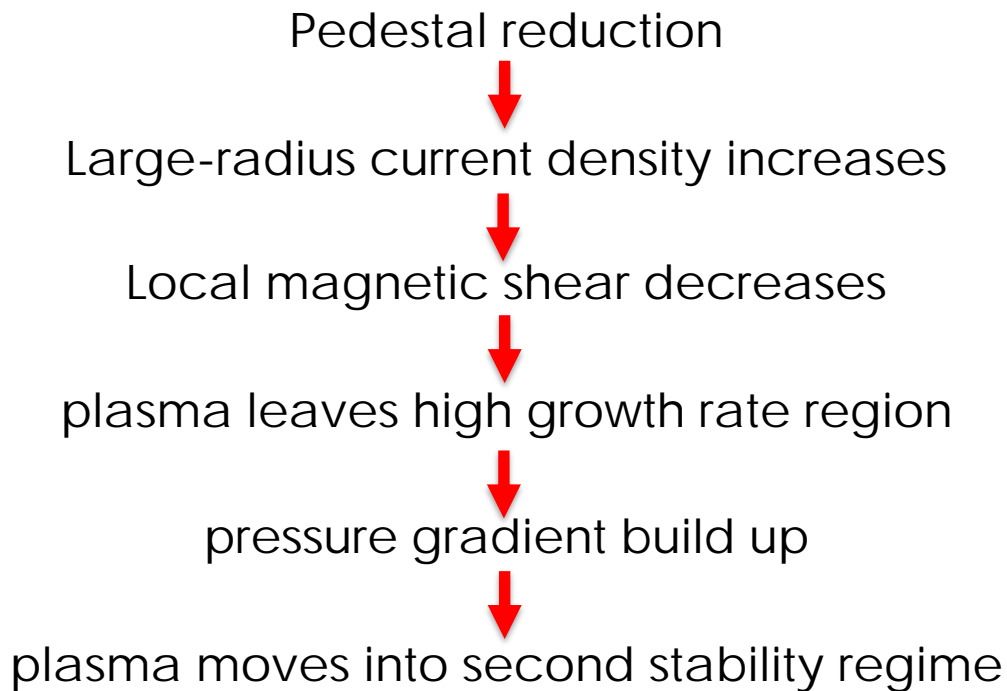 Pedestal reduction
Large-radius current density increases
Local magnetic shear decreases
plasma leaves high growth rate region
pressure gradient build up
plasma moves into second stability regime